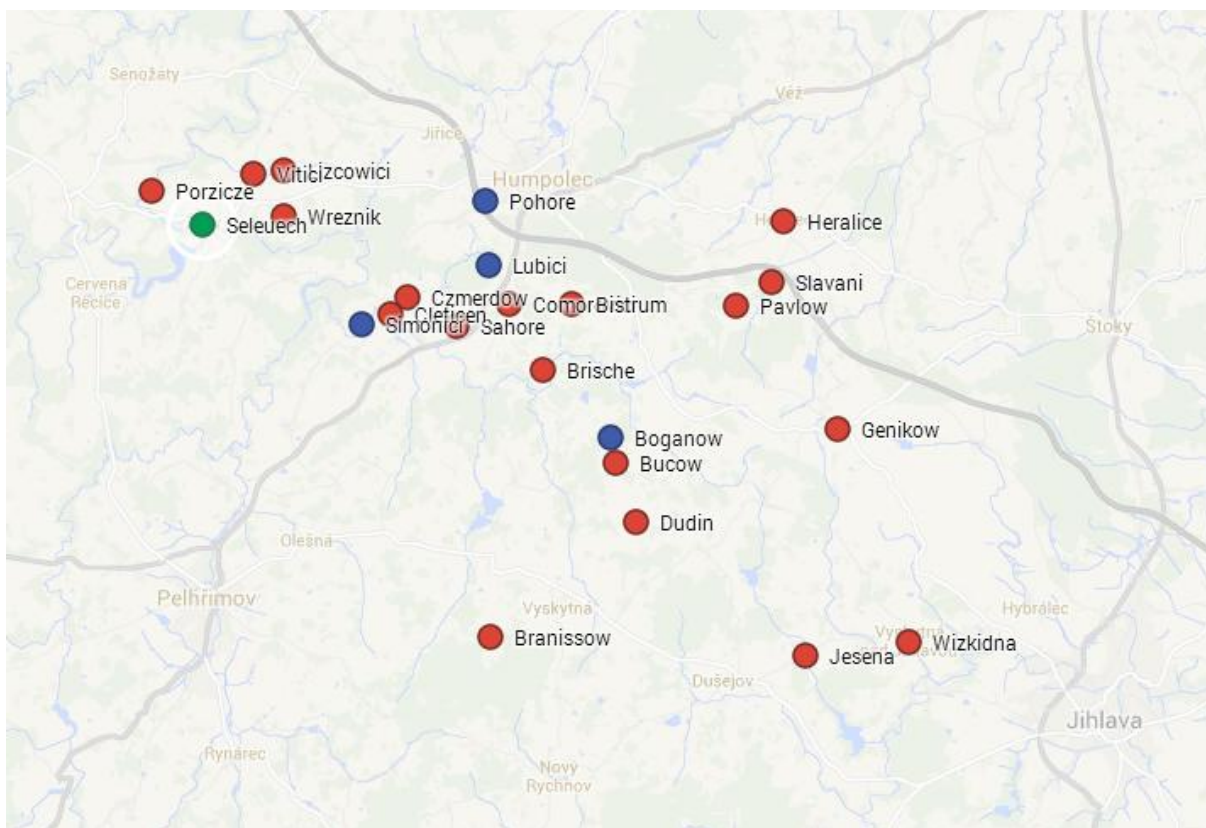 Senožaty
Věž
Jiřice
Vitici
Lizcowici
Humpolec
Porzicze
Pohore
Wreznik
Seleuech
Heralice
Lubici
Červená
Řečice
Slavani
Czmerdow
Comor
Bistrum
Pavlow
Cleticen
Simonici
Sahore
Štoky
Brische
Genikow
Boganow
Bucow
Dudin
Olešná
Pelhřimov
Vyskytná
Hybrálec
Branissow
Wizkidna
Jesena
Dušejov
Jihlava
Rynárec
Nový
Rychnov